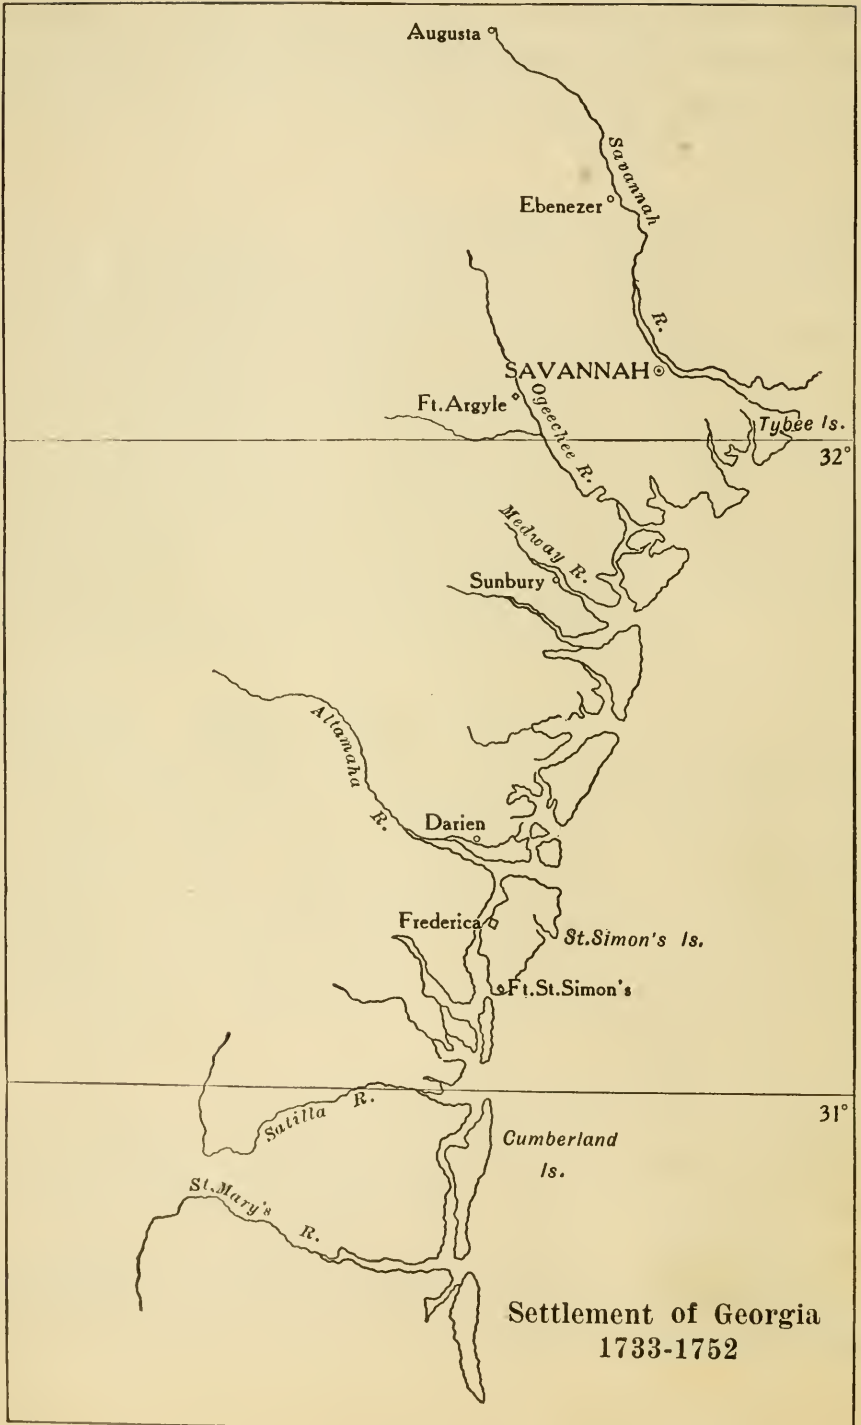 Augusta
Savannah R.
Ebenezer
SAVANNAH
Ft.Argyle
Ogeechee R.
Tybee Is.
32°
Medway R.
Sunbury
Altamaha R.
Darien
Frederica
St.Simon's Is.
Ft.St.Simon's
31°
Satilla R.
Cumberland
Is.
St.Mary's R.
Settlement of Georgia
1733-1752